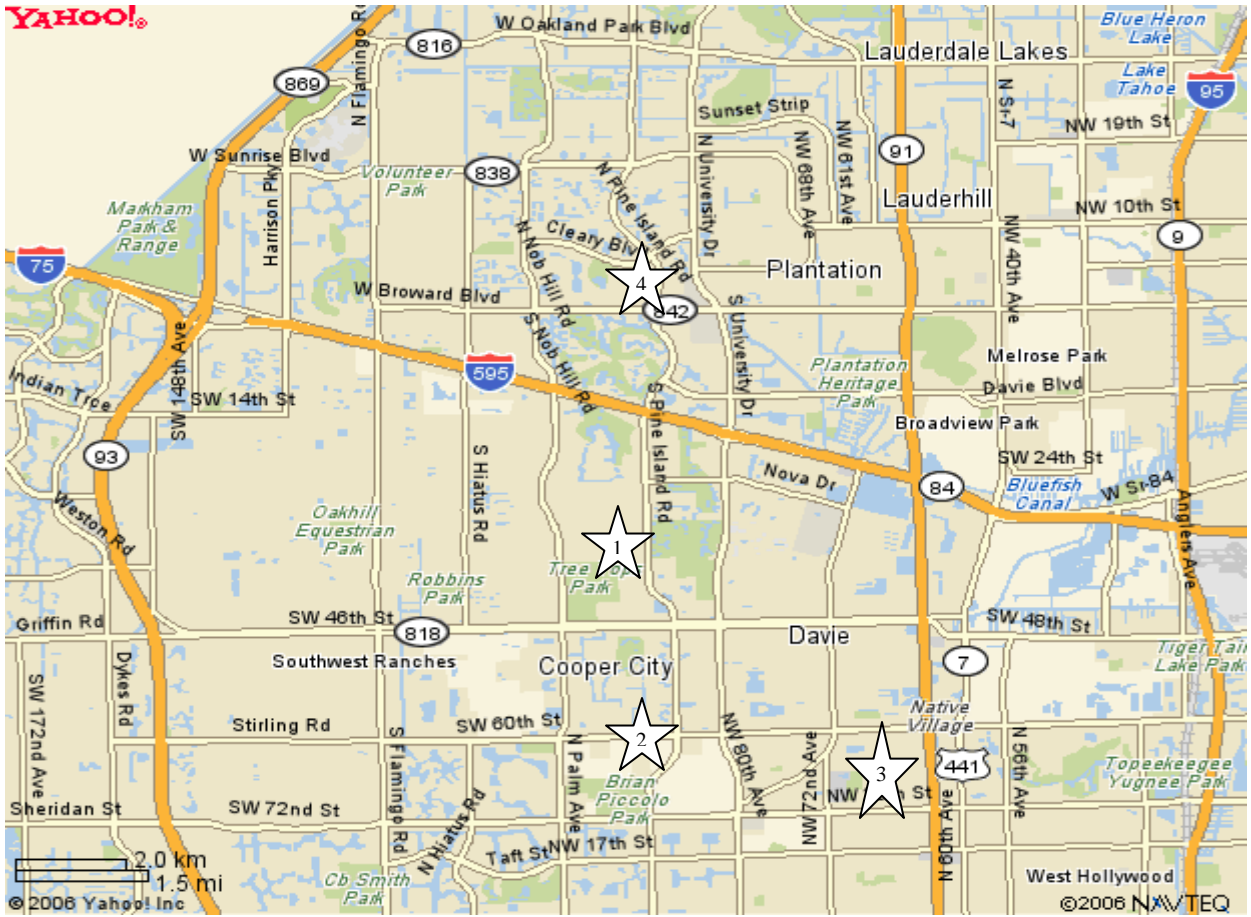 YAHOO!®
W Oakland Park Blvd
Blue Heron
Lake
816
Lauderdale Lakes
N Flamingo Rd
869
Lake
Tahoe
95
Sunset Strip
N Sr-7
NW 19th St
W Sunrise Blvd
838
Volunteer
Park
N Pine Island Rd
N University Dr
NW 68th Ave
NW 61st Ave
91
Lauderhill
NW 10th St
Markham
Park &
Range
Harrison Pky
N Nob Hill Rd
Cleary Blvd
NW 40th Ave
9
75
4
Plantation
W Broward Blvd
842
SW 148th Ave
S Nob Hill Rd
S University Dr
Melrose Park
595
Plantation
Heritage
Park
Davie Blvd
Indian Trce
SW 14th St
S Pine Island Rd
Broadview Park
93
S Hiatus Rd
Nova Dr
SW 24th St
84
Bluefish
Canal
W Sr-84
Weston Rd
Oakhill
Equestrian
Park
1
Anglers Ave
Robbins
Park
Tree Tops
Park
Griffin Rd
SW 46th St
818
Davie
SW 48th St
Dykes Rd
Southwest Ranches
Cooper City
7
Tiger Tail
Lake Park
SW 172nd Ave
Stirling Rd
SW 60th St
2
Native
Village
S Flamingo Rd
N Palm Ave
NW 80th Ave
NW 72nd Ave
3
441
N 56th Ave
Topeekeegee
Yugnee Park
Brian
Piccolo
Park
Sheridan St
SW 72nd St
N Hiatus Rd
NW St
N 60th Ave
Taft St
NW 17th St
2.0 km
1.5 mi
Cb Smith
Park
West Hollywood
© 2006 Yahoo! Inc
©2006 NAVTEQ